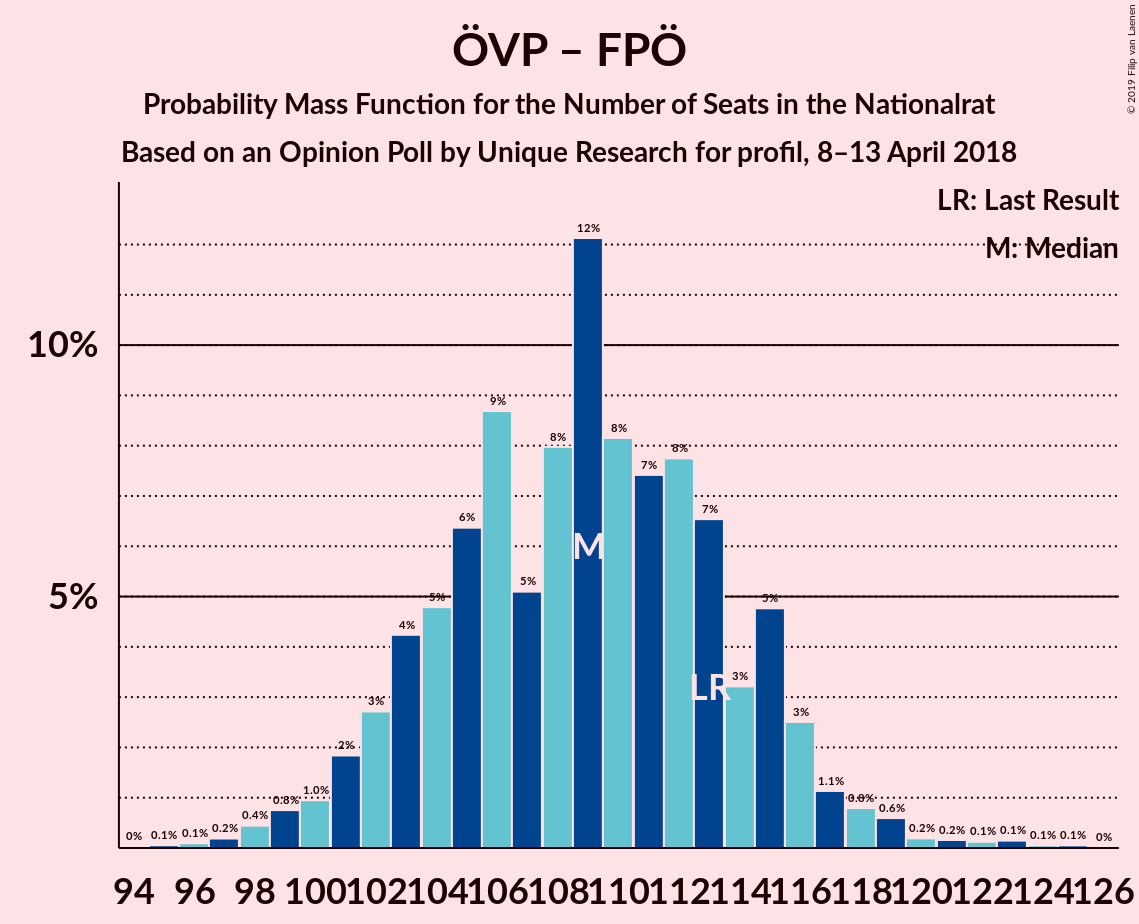 ÖVP – FPÖ
Probability Mass Function for the Number of Seats in the Nationalrat
Based on an Opinion Poll by Unique Research for profil, 8–13 April 2018
© 2019 Filip van Laenen
LR: Last Result
M: Median
10%
5%
0% 0.1% 0.1% 0.2% 0.4% 0.8% 1.0% 2% 3% 4% 5% 6% 9% 5% 8% 12% 8% 7% 8% 7% 3% 5% 3% 1.1% 0.8% 0.6% 0.2% 0.2% 0.1% 0.1% 0.1% 0.1% 0%
M
LR
94 96 98 100 102 104 106 108 110 112 114 116 118 120 122 124 126